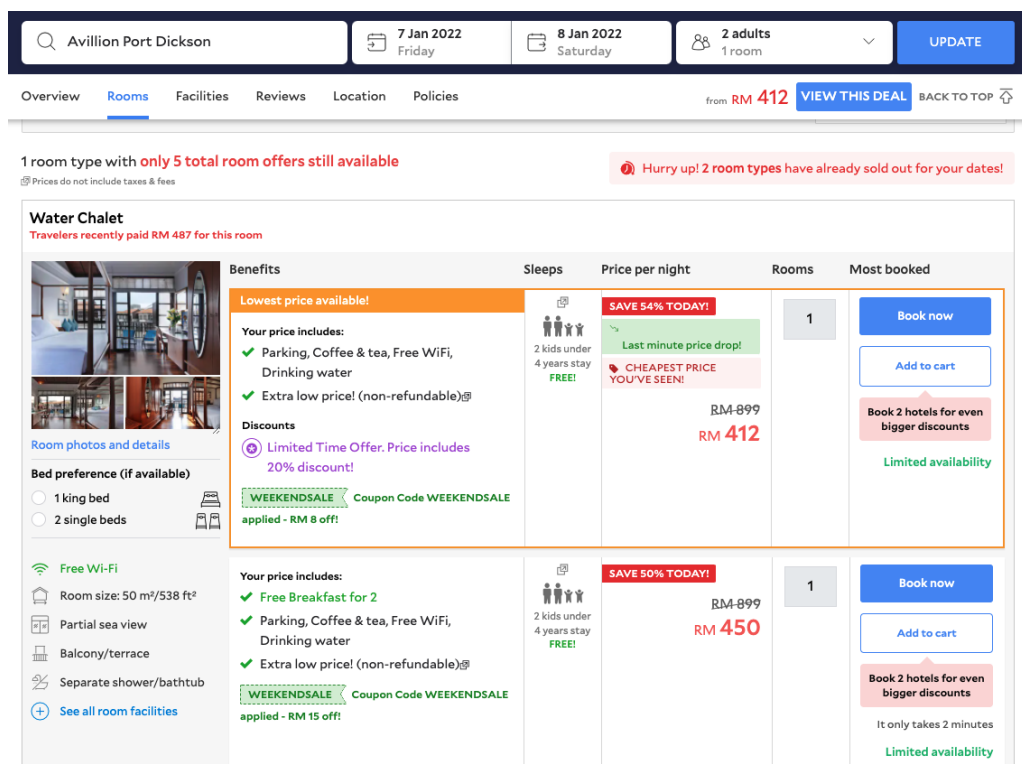 Avillion Port Dickson
7 Jan 2022
Friday
8 Jan 2022
Saturday
2 adults
1 room
UPDATE
Overview
Rooms
Facilities
Reviews
Location
Policies
from RM 412
VIEW THIS DEAL
BACK TO TOP
1 room type with only 5 total room offers still available
Prices do not include taxes & fees
Hurry up! 2 room types have already sold out for your dates!
Water Chalet
Travelers recently paid RM 487 for this room
Room photos and details
Bed preference (if available)
1 king bed
2 single beds
Free Wi-Fi
Room size: 50 m²/538 ft²
Partial sea view
Balcony/terrace
Separate shower/bathtub
See all room facilities
Benefits
Sleeps
Price per night
Rooms
Most booked
Lowest price available!
Your price includes:
Parking, Coffee & tea, Free WiFi,
Drinking water
Extra low price! (non-refundable)
Discounts
Limited Time Offer. Price includes
20% discount!
WEEKENDSALE Coupon Code WEEKENDSALE
applied - RM 8 off!
2 kids under
4 years stay
FREE!
SAVE 54% TODAY!
Last minute price drop!
CHEAPEST PRICE
YOU'VE SEEN!
RM 899
RM 412
1
Book now
Add to cart
Book 2 hotels for even
bigger discounts
Limited availability
Your price includes:
Free Breakfast for 2
Parking, Coffee & tea, Free WiFi,
Drinking water
Extra low price! (non-refundable)
WEEKENDSALE Coupon Code WEEKENDSALE
applied - RM 15 off!
2 kids under
4 years stay
FREE!
SAVE 50% TODAY!
RM 899
RM 450
1
Book now
Add to cart
Book 2 hotels for even
bigger discounts
It only takes 2 minutes
Limited availability